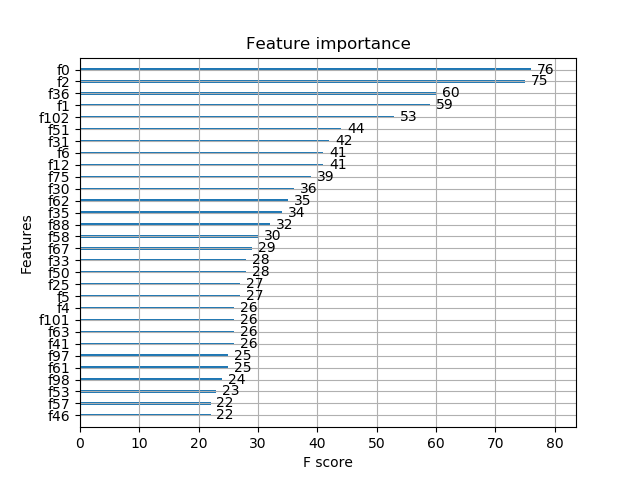 Feature importance
f0 76
f2 75
f36 60
f1 59
f102 53
f51 44
f31 42
f6 41
f12 41
f75 39
f30 36
f62 35
f35 34
f88 32
f58 30
f67 29
f33 28
f50 28
f25 27
f5 27
f4 26
f101 26
f63 26
f41 26
f97 25
f61 25
f98 24
f53 23
f57 22
f46 22
Features
0 10 20 30 40 50 60 70 80
F score